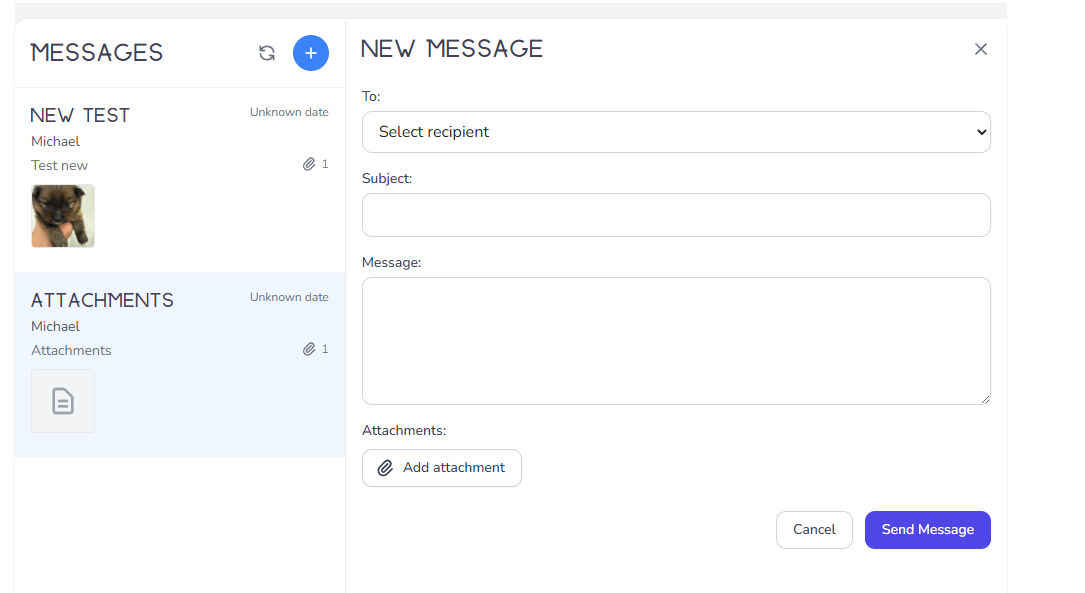 MESSAGES
+
NEW TEST
Unknown date
Michael
Test new
1
ATTACHMENTS
Unknown date
Michael
Attachments
1
NEW MESSAGE
To:
Select recipient
Subject:
Message:
Attachments:
Add attachment
Cancel
Send Message